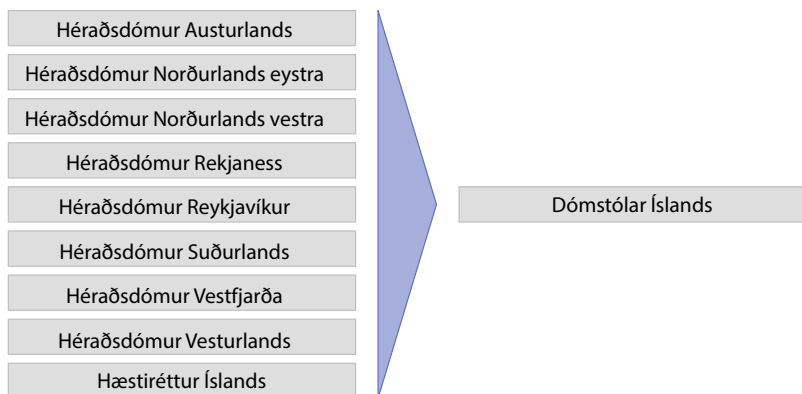 Héraðsdómur Austurlands
Héraðsdómur Norðurlands eystra
Héraðsdómur Norðurlands vestra
Héraðsdómur Rekjaness
Héraðsdómur Reykjavíkur
Héraðsdómur Suðurlands
Héraðsdómur Vestfjarða
Héraðsdómur Vesturlands
Hæstiréttur Íslands
Dómstólar Íslands